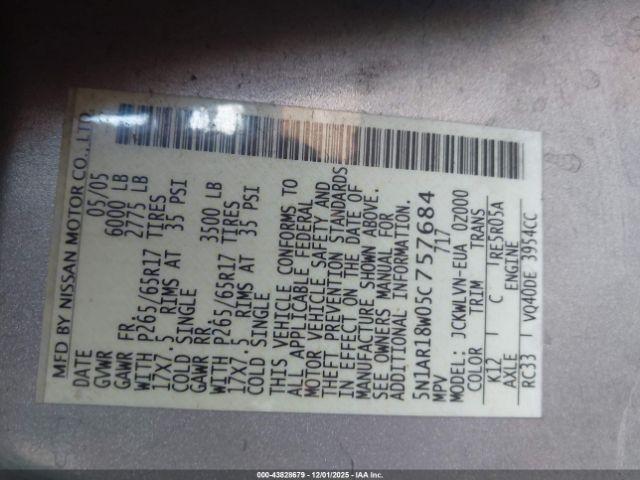 MFD BY NISSAN MOTOR CO., LTD.
DATE 05/05
GVWR 6000 LB
GAWR FR. 2775 LB
WITH P265/65R17 TIRES
17X7.5 RIMS AT 35 PSI
COLD SINGLE
GAWR RR. 3500 LB
WITH P265/65R17 TIRES
17X7.5 RIMS AT 35 PSI
COLD SINGLE
THIS VEHICLE CONFORMS TO
ALL APPLICABLE FEDERAL
MOTOR VEHICLE SAFETY AND
THEFT PREVENTION STANDARDS
IN EFFECT ON THE DATE OF
MANUFACTURE SHOWN ABOVE.
SEE OWNERS MANUAL FOR
ADDITIONAL INFORMATION.
5N1AR18W05C757684
MPV 717
MODEL: JCKWLVN-EUA 0Z000
COLOR TRIM TRANS
K12 C RE5R05A
AXLE ENGINE
RC33 VQ40DE 3954CC
000-43828679 | 12/01/2025 - IAA Inc.